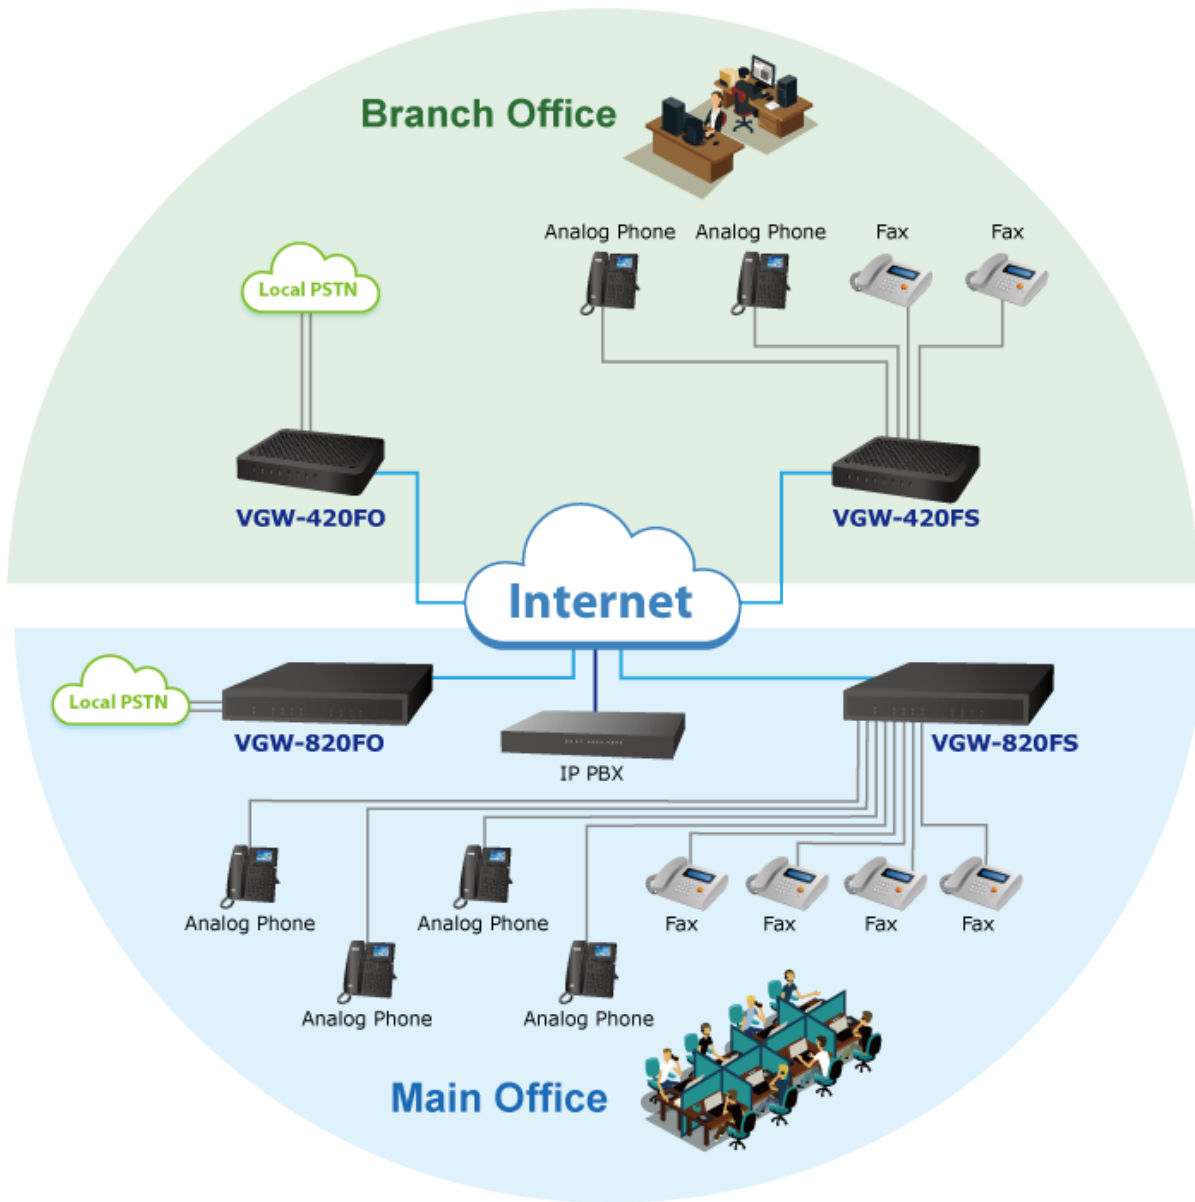 Branch Office
Analog Phone
Analog Phone
Fax
Fax
Local PSTN
VGW-420FO
VGW-420FS
Internet
Local PSTN
VGW-820FO
IP PBX
VGW-820FS
Analog Phone
Analog Phone
Fax
Fax
Fax
Fax
Analog Phone
Analog Phone
Main Office